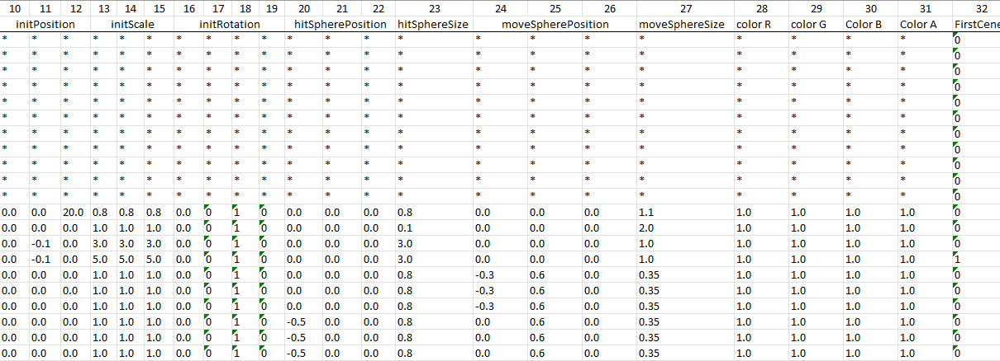 10 11 12 13 14 15 16 17 18 19 20 21 22 23 24 25 26 27 28 29 30 31 32
initPosition initScale initRotation hitSpherePosition hitSphereSize moveSpherePosition moveSphereSize color R color G Color B Color A FirstCene
* * * * * * * * * * * * * * * * * * * * * * 0
* * * * * * * * * * * * * * * * * * * * * * 0
* * * * * * * * * * * * * * * * * * * * * * 0
* * * * * * * * * * * * * * * * * * * * * * 0
* * * * * * * * * * * * * * * * * * * * * * 0
* * * * * * * * * * * * * * * * * * * * * * 0
* * * * * * * * * * * * * * * * * * * * * * 0
* * * * * * * * * * * * * * * * * * * * * * 0
* * * * * * * * * * * * * * * * * * * * * * 0
* * * * * * * * * * * * * * * * * * * * * * 0
* * * * * * * * * * * * * * * * * * * * * * 0
0.0 0.0 20.0 0.8 0.8 0.8 0.0 0 1 0 0.0 0.0 0.0 0.8 0.0 0.0 0.0 1.1 1.0 1.0 1.0 1.0 0
0.0 0.0 0.0 1.0 1.0 1.0 0.0 0 1 0 0.0 0.0 0.0 0.1 0.0 0.0 0.0 2.0 1.0 1.0 1.0 1.0 0
0.0 -0.1 0.0 3.0 3.0 3.0 0.0 0 1 0 0.0 0.0 0.0 3.0 0.0 0.0 0.0 1.0 1.0 1.0 1.0 1.0 0
0.0 -0.1 0.0 5.0 5.0 5.0 0.0 0 1 0 0.0 0.0 0.0 3.0 0.0 0.0 0.0 1.0 1.0 1.0 1.0 1.0 1
0.0 0.0 0.0 1.0 1.0 1.0 0.0 0 1 0 0.0 0.0 0.0 0.8 -0.3 0.6 0.0 0.35 1.0 1.0 1.0 1.0 0
0.0 0.0 0.0 1.0 1.0 1.0 0.0 0 1 0 0.0 0.0 0.0 0.8 -0.3 0.6 0.0 0.35 1.0 1.0 1.0 1.0 0
0.0 0.0 0.0 1.0 1.0 1.0 0.0 0 1 0 0.0 0.0 0.0 0.8 -0.3 0.6 0.0 0.35 1.0 1.0 1.0 1.0 0
0.0 0.0 0.0 1.0 1.0 1.0 0.0 0 1 0 -0.5 0.0 0.0 0.8 0.0 0.6 0.0 0.35 1.0 1.0 1.0 1.0 0
0.0 0.0 0.0 1.0 1.0 1.0 0.0 0 1 0 -0.5 0.0 0.0 0.8 0.0 0.6 0.0 0.35 1.0 1.0 1.0 1.0 0
0.0 0.0 0.0 1.0 1.0 1.0 0.0 0 1 0 -0.5 0.0 0.0 0.8 0.0 0.6 0.0 0.35 1.0 1.0 1.0 1.0 0